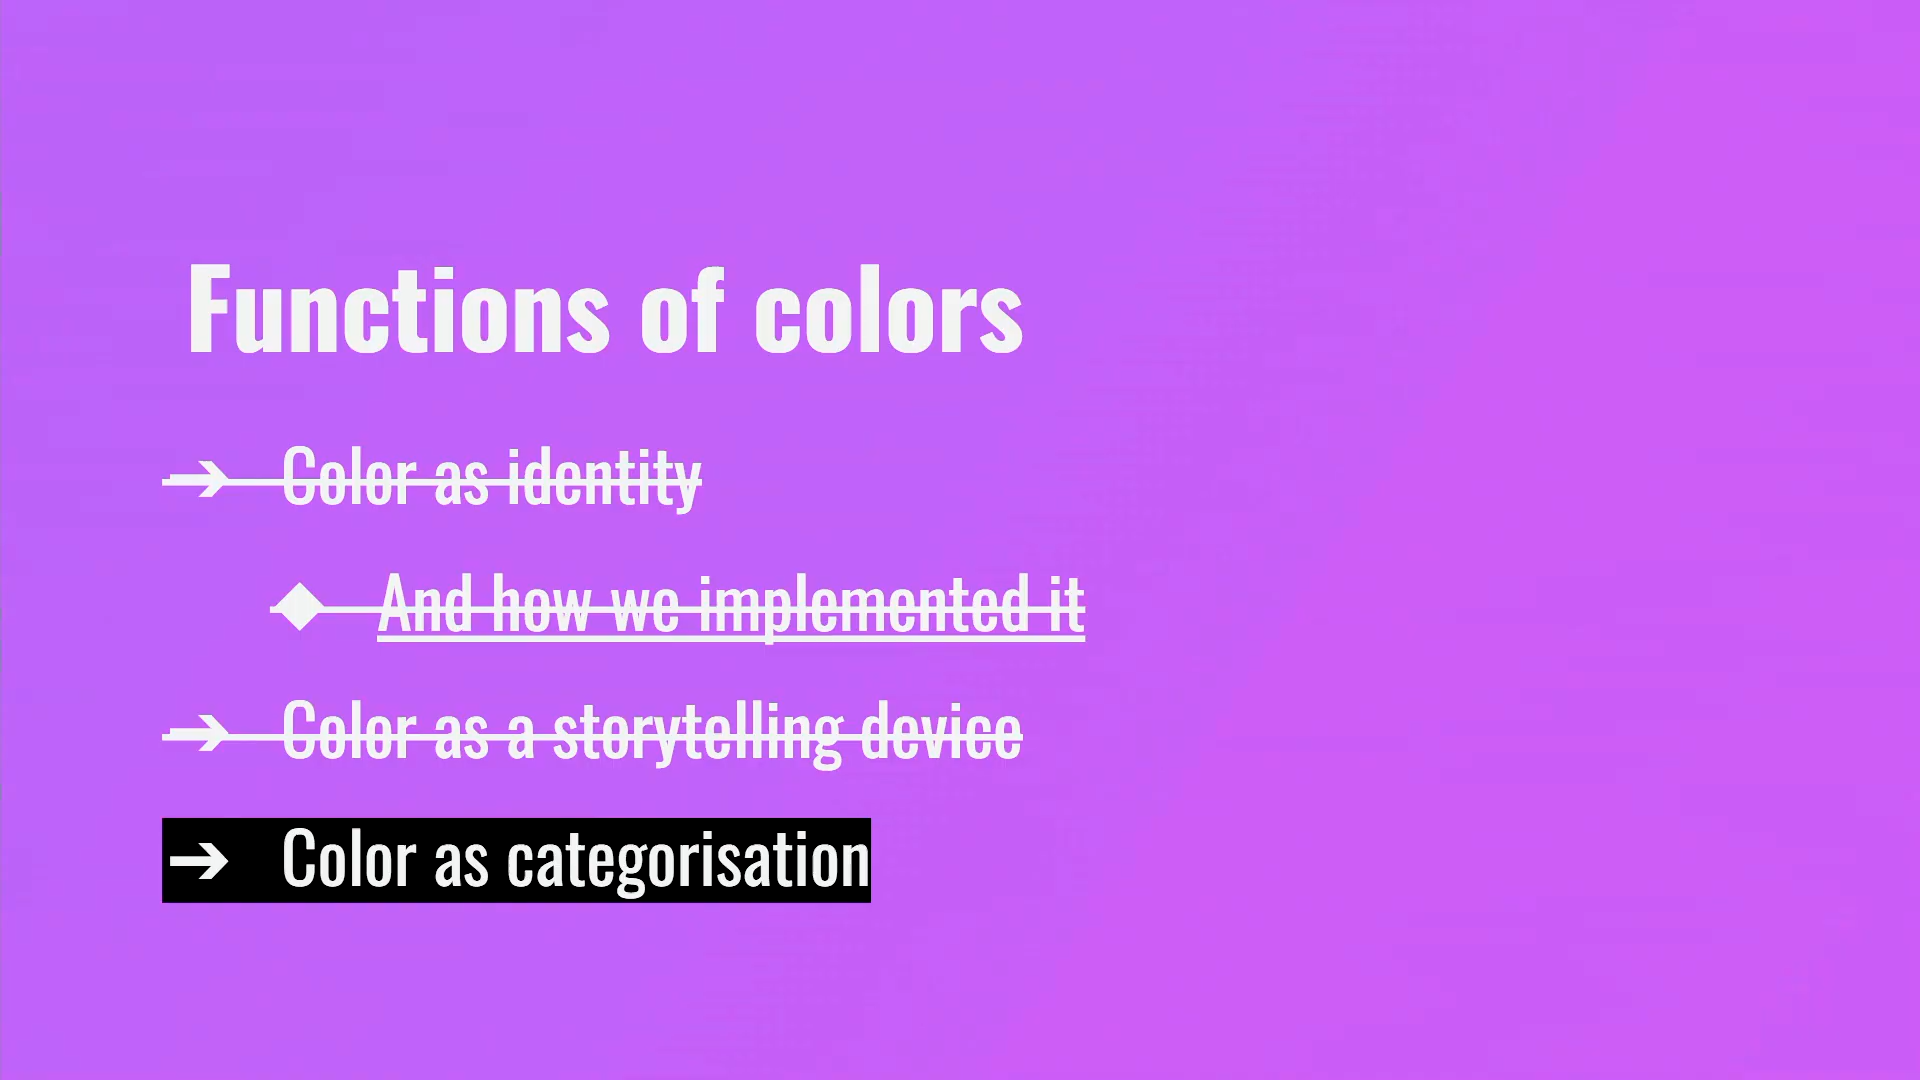 Functions of colors
➔ Color as identity
◆ And how we implemented it
➔ Color as a storytelling device
➔ Color as categorisation